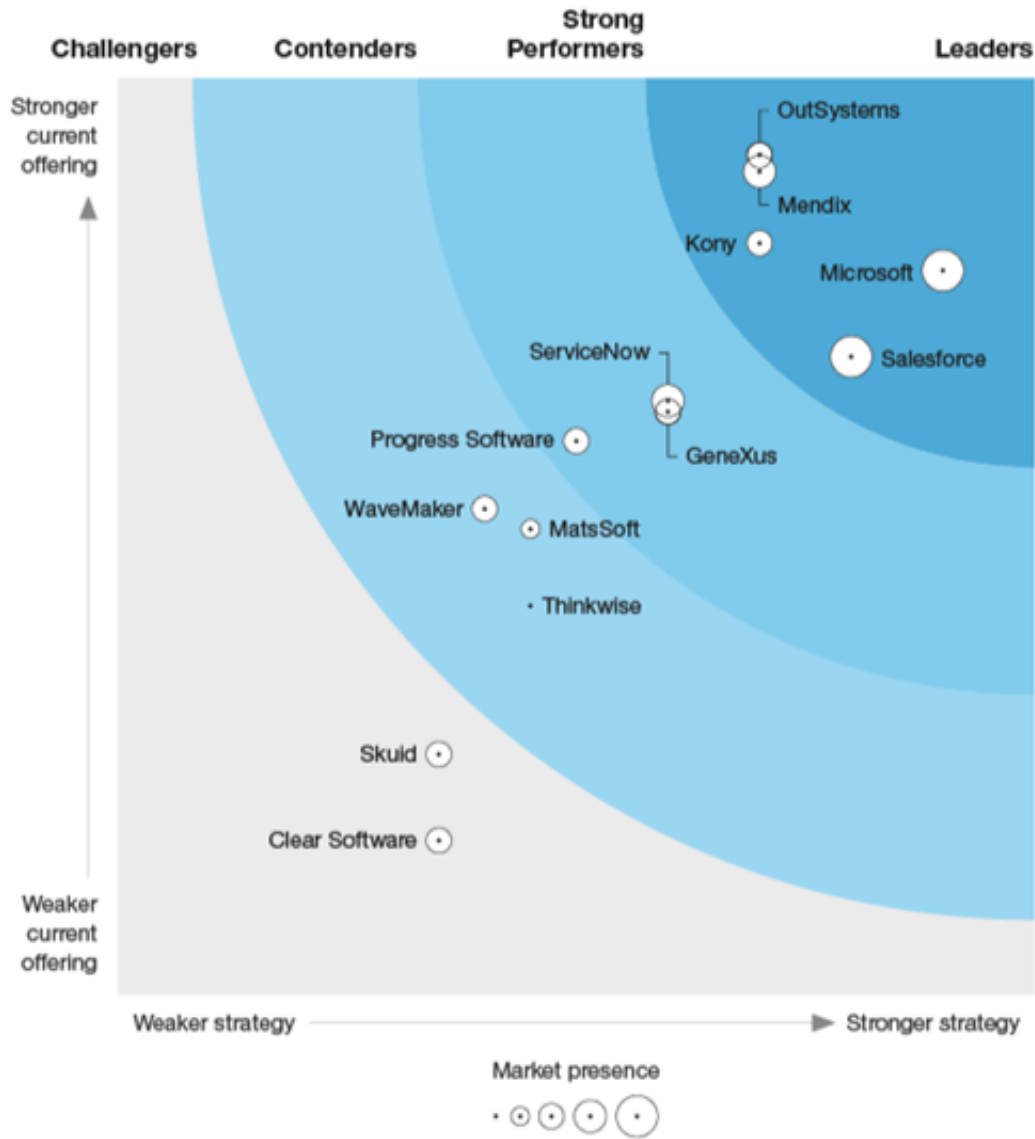 Challengers
Contenders
Strong
Performers
Leaders
Stronger
current
offering
OutSystems
Mendix
Kony
Microsoft
ServiceNow
Salesforce
Progress Software
GeneXus
WaveMaker
MatsSoft
Thinkwise
Skuid
Clear Software
Weaker
current
offering
Weaker strategy
Stronger strategy
Market presence